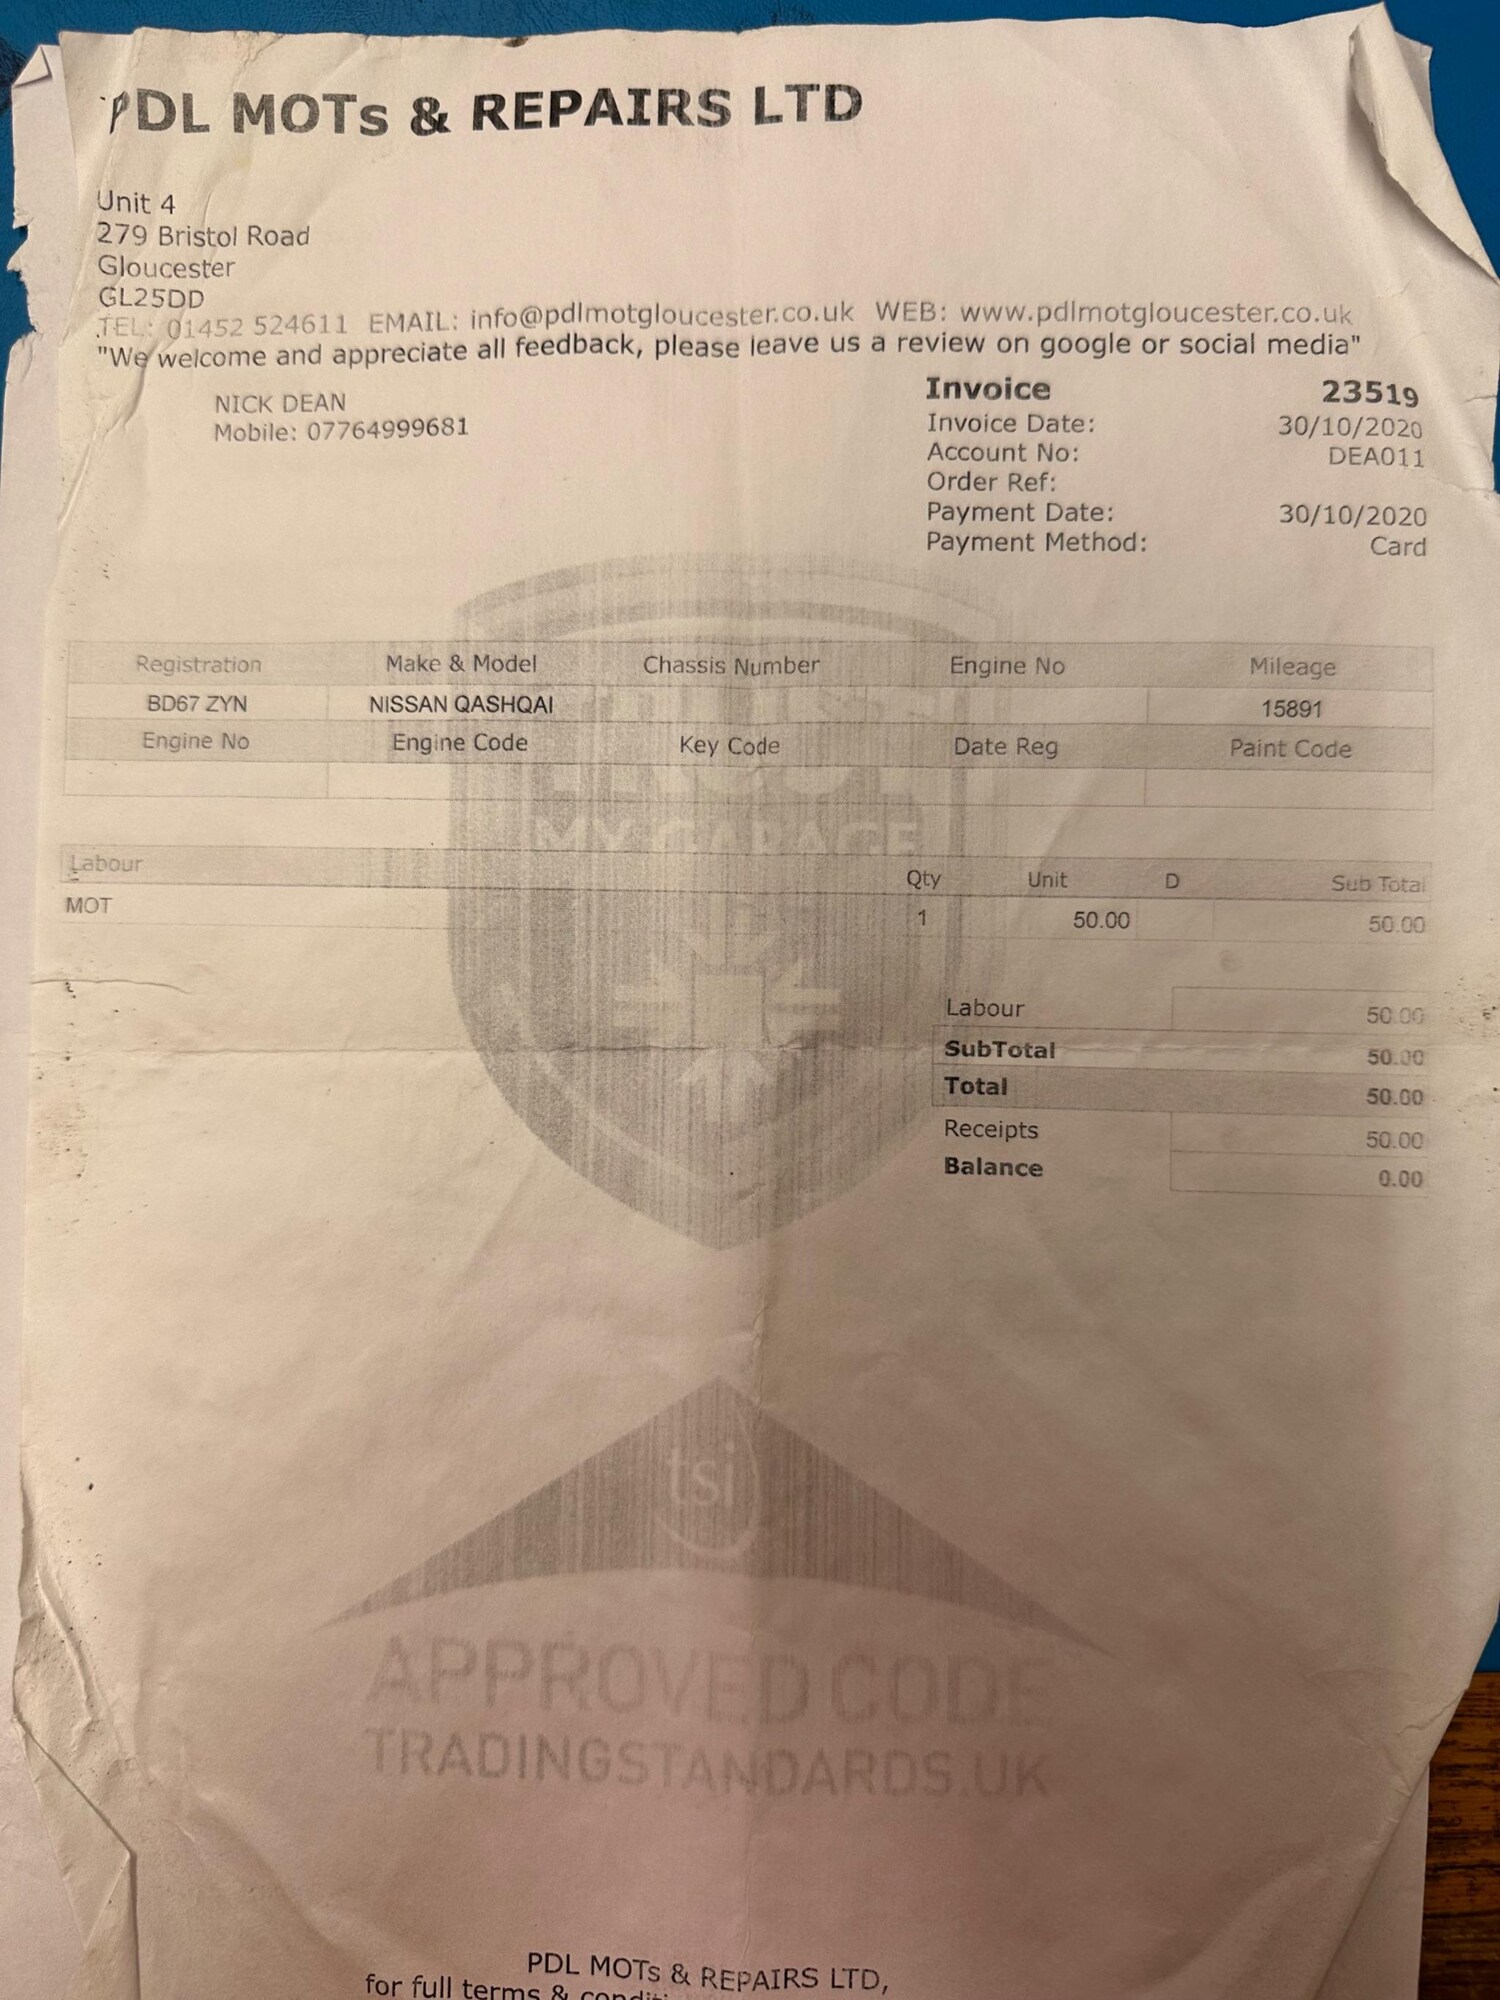 PDL MOTs & REPAIRS LTD
Unit 4
279 Bristol Road
Gloucester
GL25DD
TEL: 01452 524611 EMAIL: info@pdlmotgloucester.co.uk WEB: www.pdlmotgloucester.co.uk
"We welcome and appreciate all feedback, please leave us a review on google or social media"
NICK DEAN
Mobile: 07764999681
Invoice 23519
Invoice Date: 30/10/2020
Account No: DEA011
Order Ref:
Payment Date: 30/10/2020
Payment Method: Card
Registration Make & Model Chassis Number Engine No Mileage
BD67 ZYN NISSAN QASHQAI 15891
Engine No Engine Code Key Code Date Reg Paint Code
MY GARAGE
Labour Qty Unit D Sub Total
MOT 1 50.00 50.00
Labour 50.00
SubTotal 50.00
Total 50.00
Receipts 50.00
Balance 0.00
tsi
APPROVED CODE
TRADINGSTANDARDS.UK
PDL MOTs & REPAIRS LTD,
for full terms &